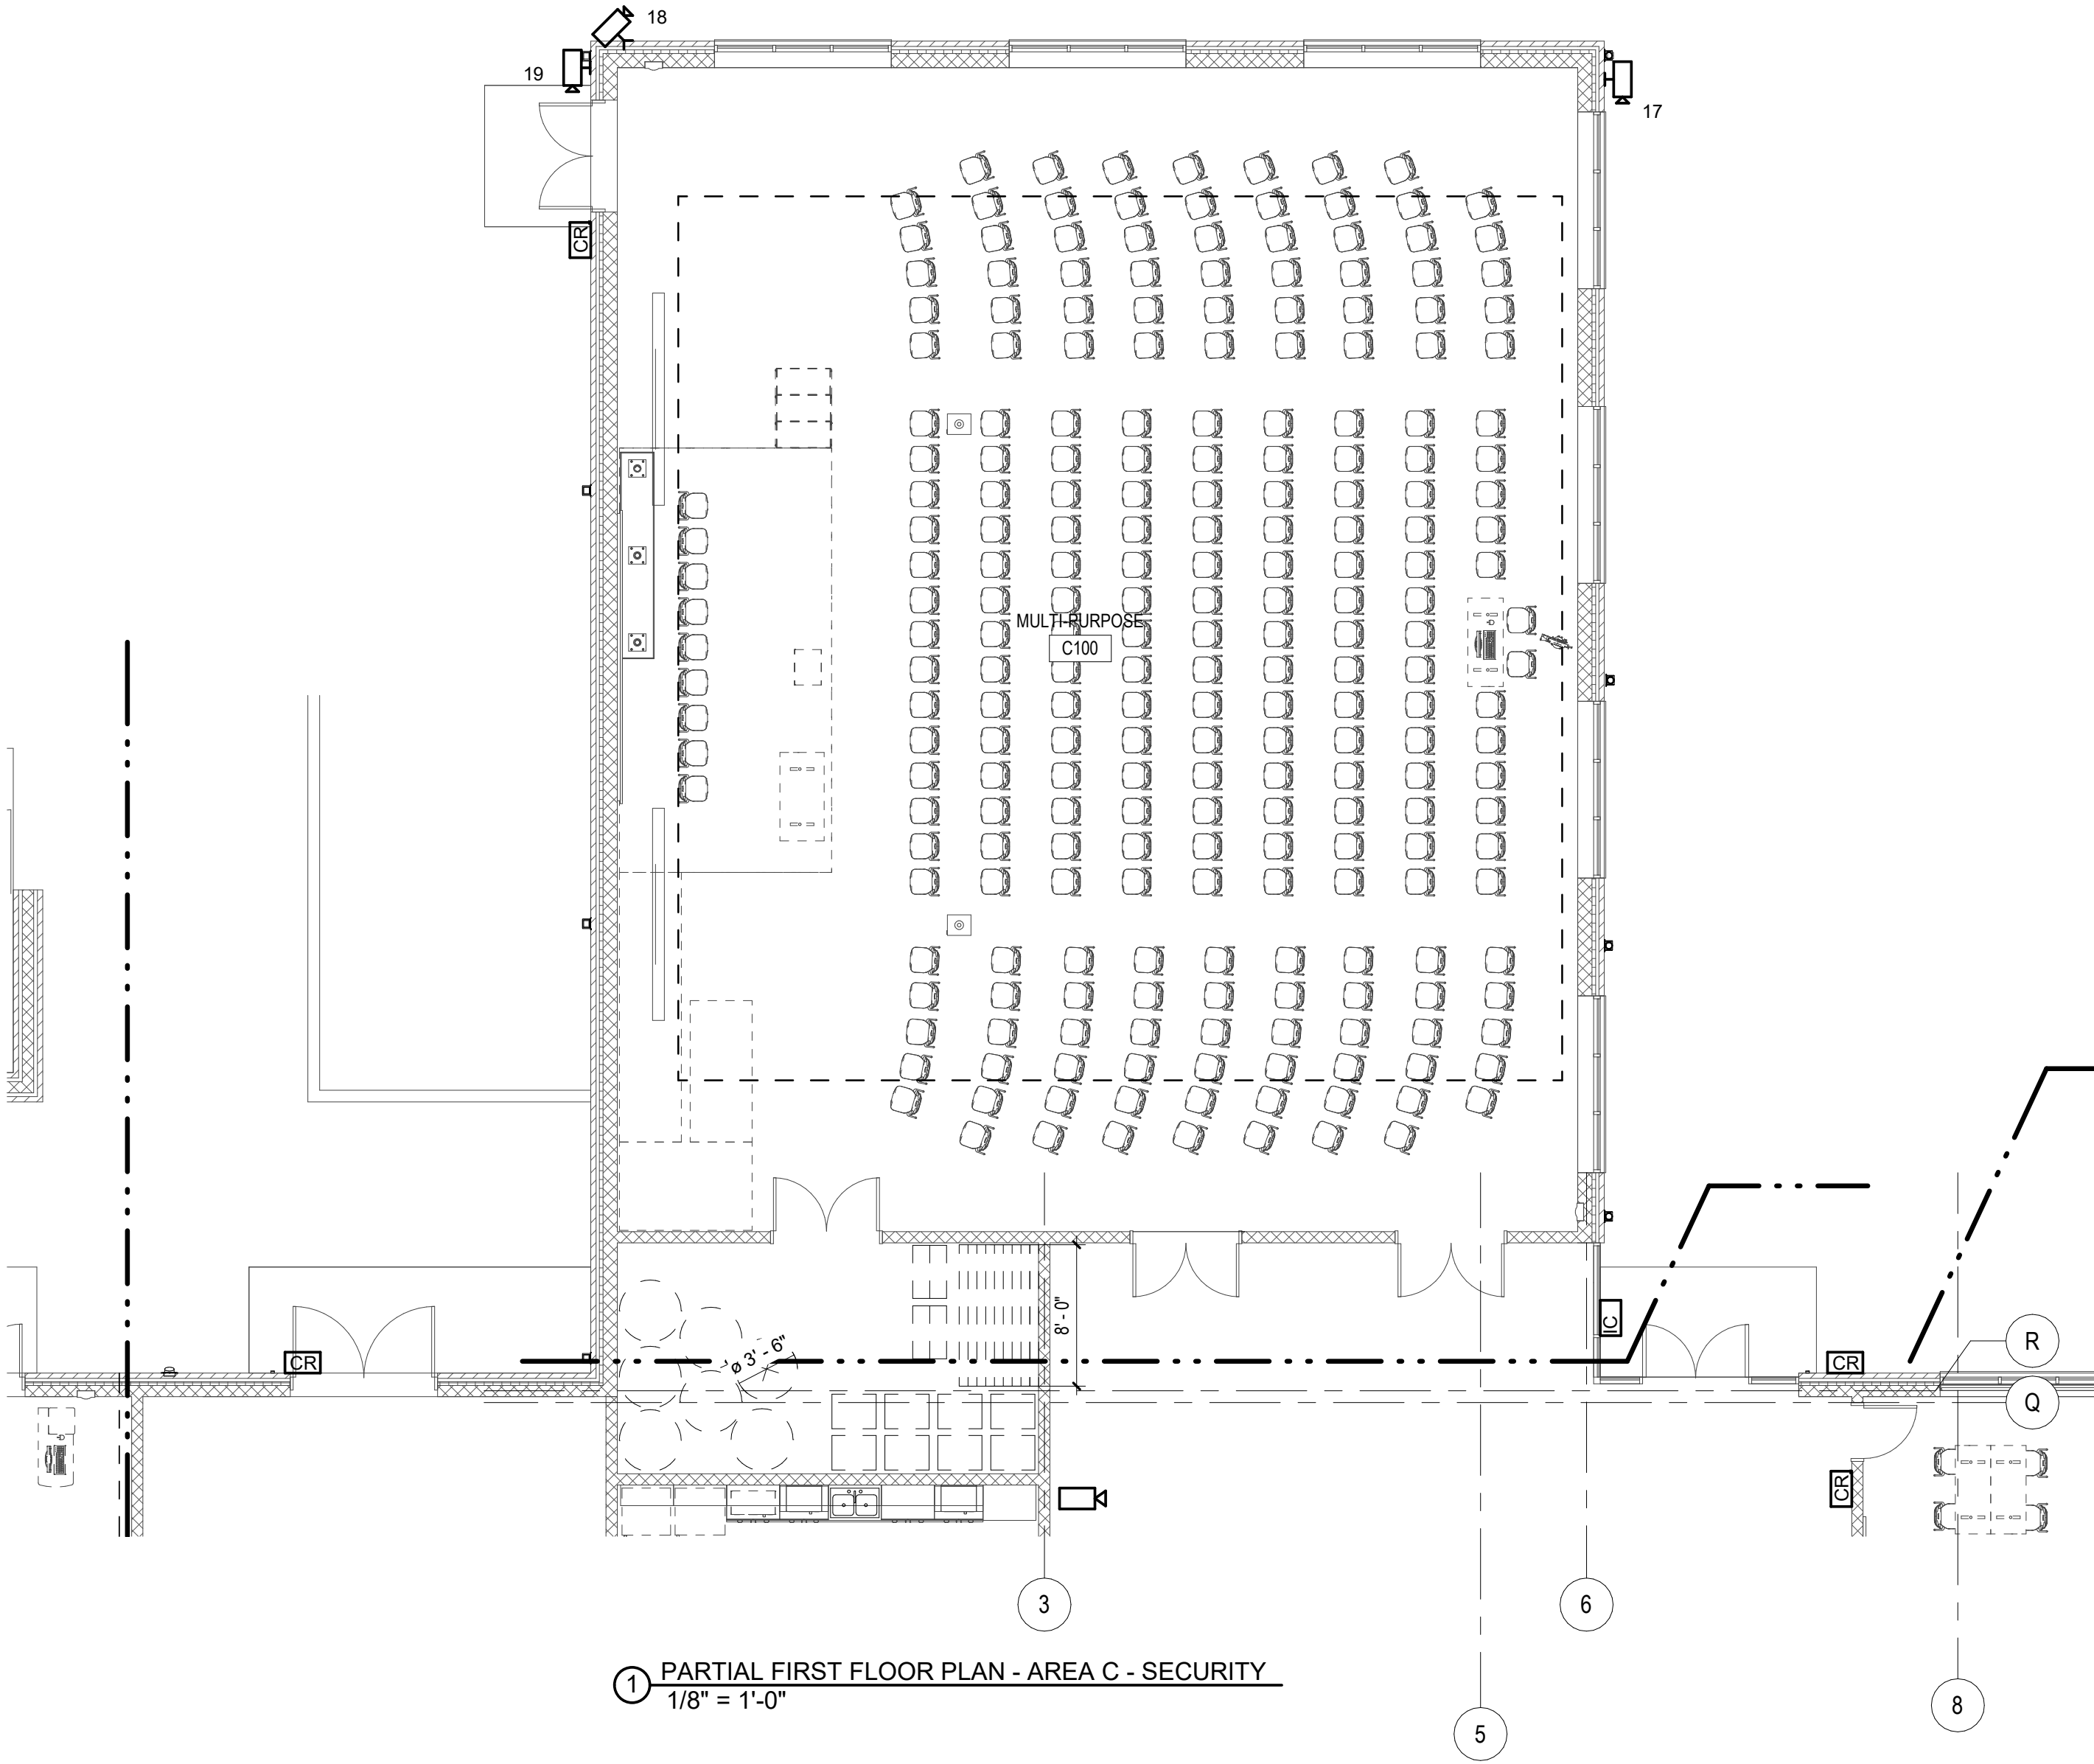 18
19
17
CR
MULTI-PURPOSE
C100
8' - 0"
IC
ø 3' - 6"
CR
CR
R
Q
CR
3
6
1
PARTIAL FIRST FLOOR PLAN - AREA C - SECURITY
1/8" = 1'-0"
8
5